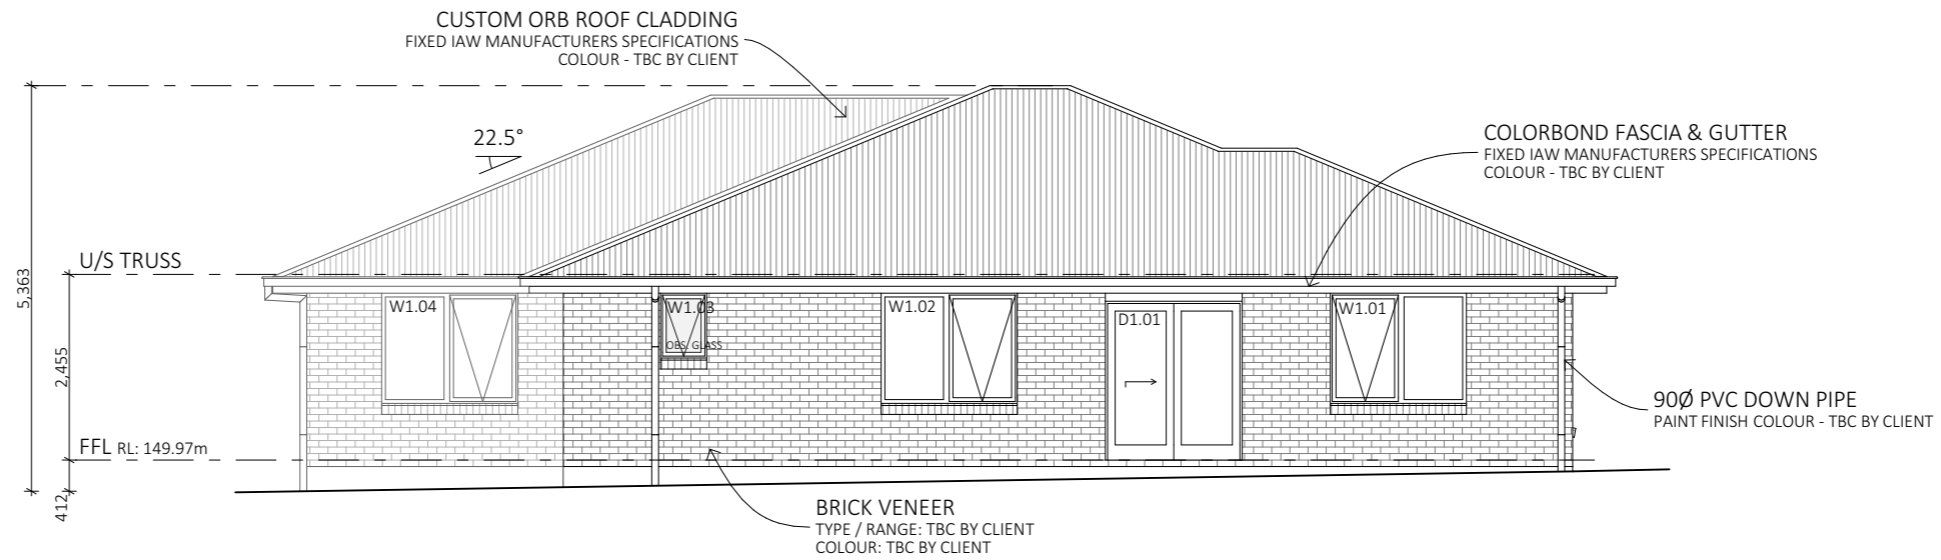 CUSTOM ORB ROOF CLADDING
FIXED IAW MANUFACTURERS SPECIFICATIONS
COLOUR - TBC BY CLIENT
22.5°
COLORBOND FASCIA & GUTTER
FIXED IAW MANUFACTURERS SPECIFICATIONS
COLOUR - TBC BY CLIENT
U/S TRUSS
5,363
2,455
412
W1.04
W1.03
OBS. GLASS
W1.02
D1.01
W1.01
90Ø PVC DOWN PIPE
PAINT FINISH COLOUR - TBC BY CLIENT
FFL RL: 149.97m
BRICK VENEER
TYPE / RANGE: TBC BY CLIENT
COLOUR: TBC BY CLIENT